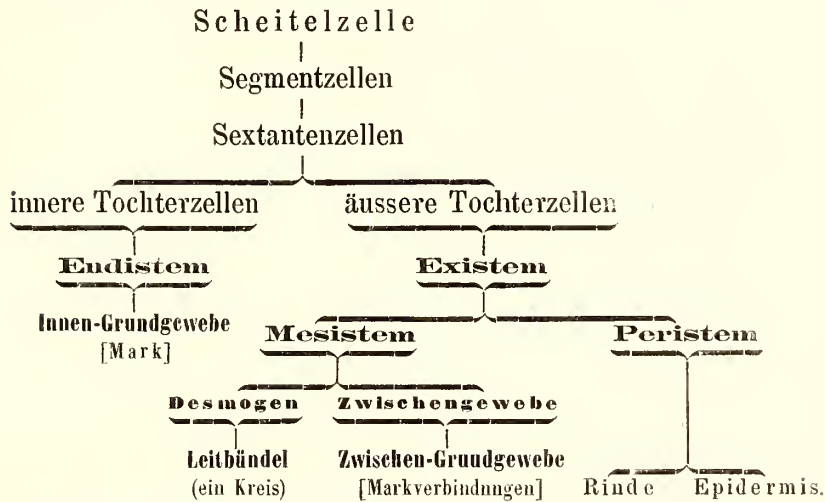 Scheitelzelle
Segmentzellen
Sextantenzellen
innere Tochterzellen äussere Tochterzellen
Endistem Existem
Innen-Grundgewebe Mesistem Peristem
[Mark]
Desmogen Zwischengewebe
Leitbündel Zwischen-Grundgewebe
(ein Kreis) [Markverbindungen] Rinde Epidermis.